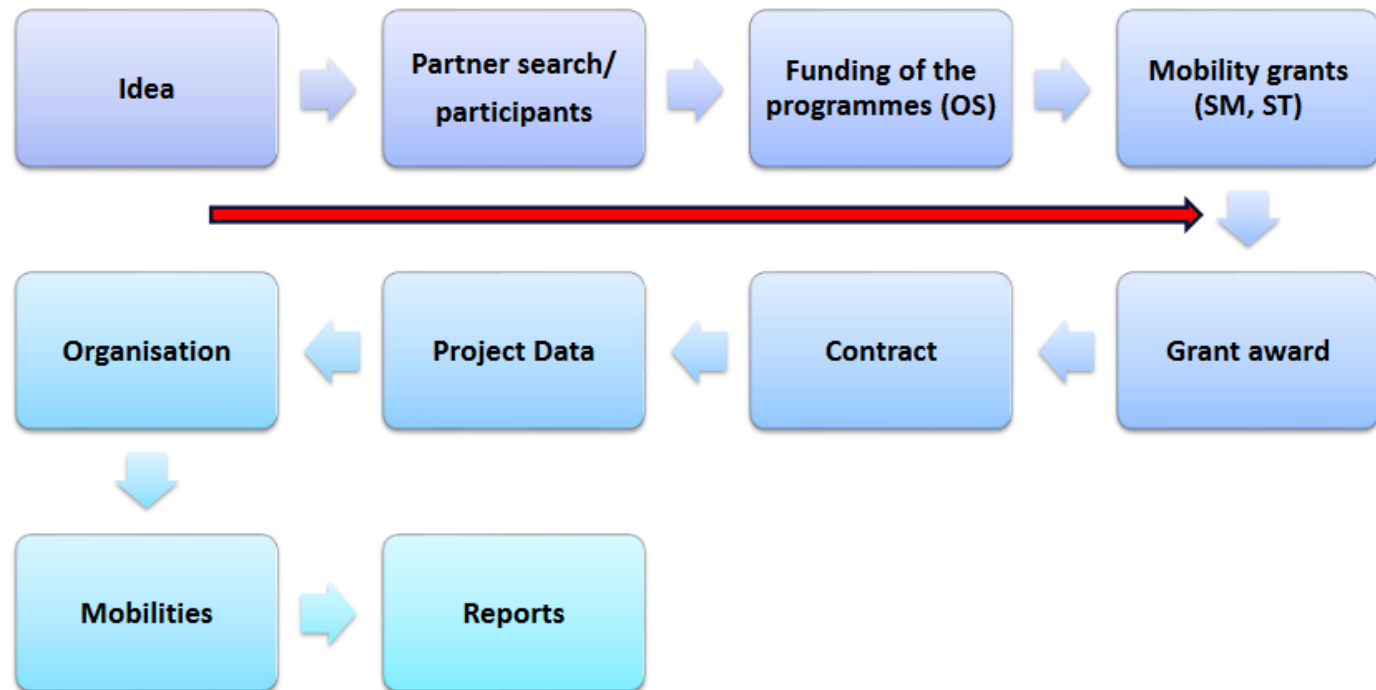 Idea
Partner search/
participants
Funding of the
programmes (OS)
Mobility grants
(SM, ST)
Grant award
Contract
Project Data
Organisation
Mobilities
Reports